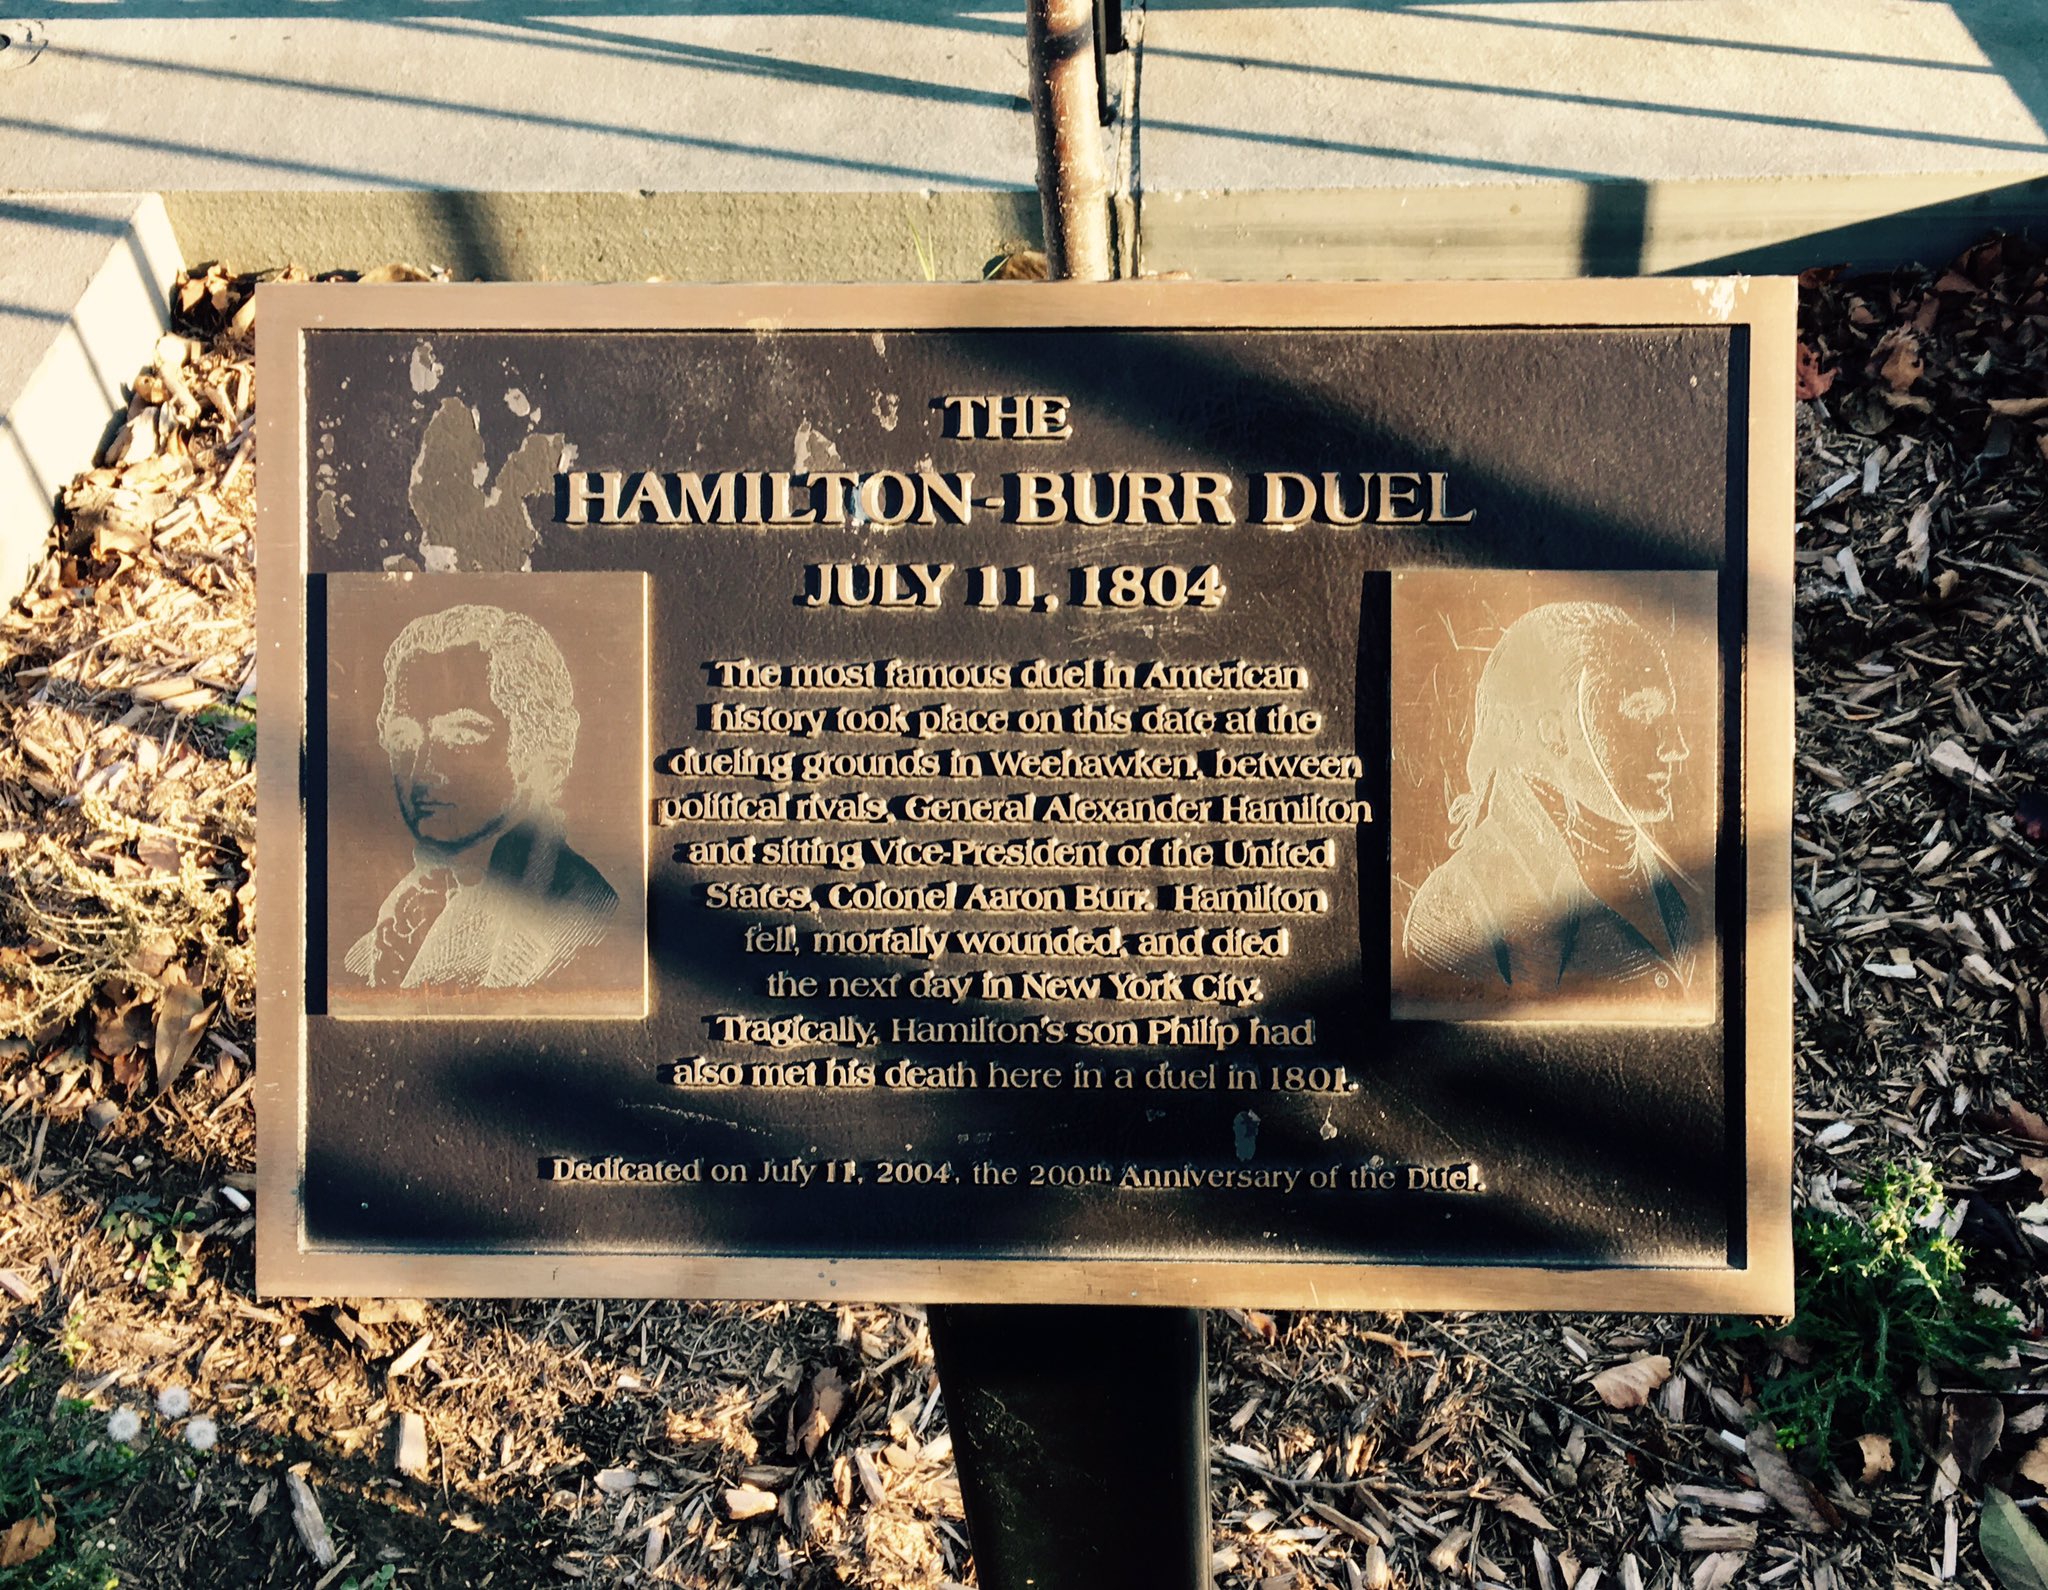 THE
HAMILTON-BURR DUEL
JULY 11, 1804
The most famous duel in American
history took place on this date at the
dueling grounds in Weehawken, between
political rivals, General Alexander Hamilton
and sitting Vice-President of the United
States, Colonel Aaron Burr. Hamilton
fell, mortally wounded, and died
the next day in New York City.
Tragically, Hamilton's son Philip had
also met his death here in a duel in 1801.
Dedicated on July 11, 2004, the 200th Anniversary of the Duel.